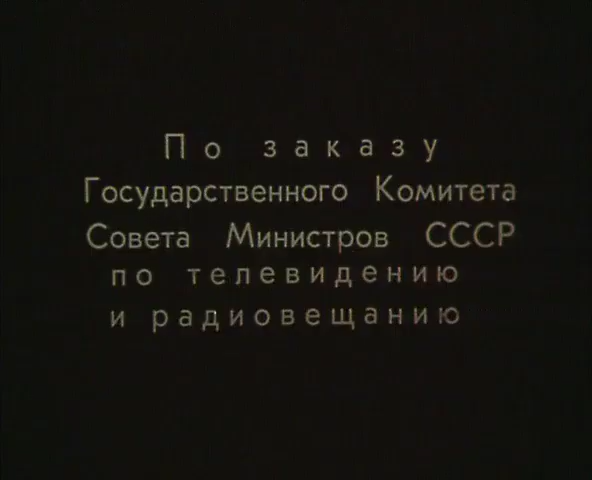 По заказу
Государственного Комитета
Совета Министров СССР
по телевидению
и радиовещанию